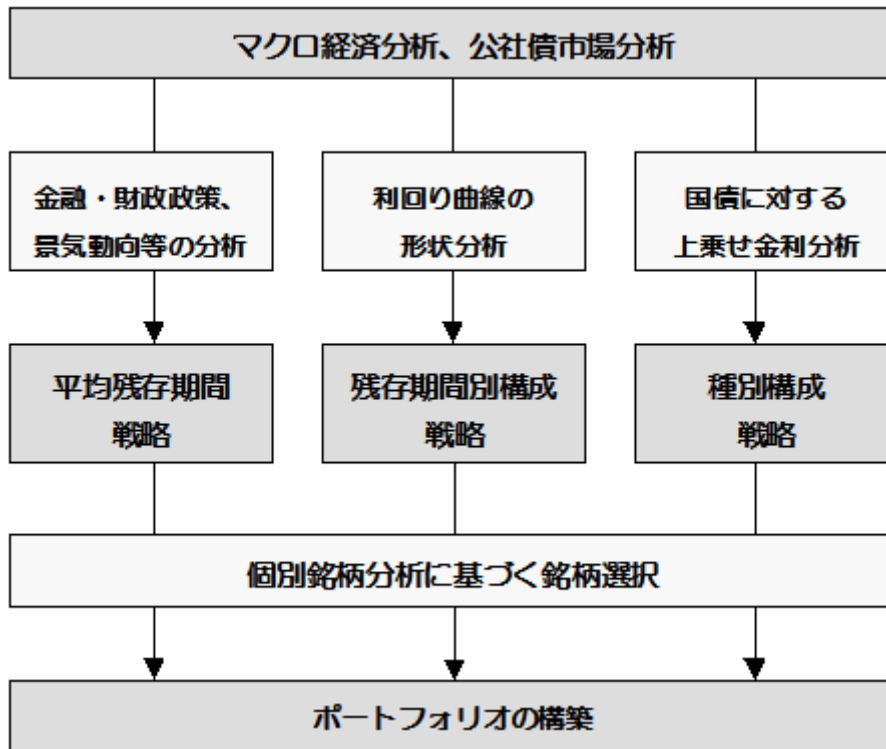 マクロ経済分析、公社債市場分析
金融・財政政策、
景気動向等の分析
利回り曲線の
形状分析
国債に対する
上乗せ金利分析
平均残存期間
戦略
残存期間別構成
戦略
種別構成
戦略
個別銘柄分析に基づく銘柄選択
ポートフォリオの構築